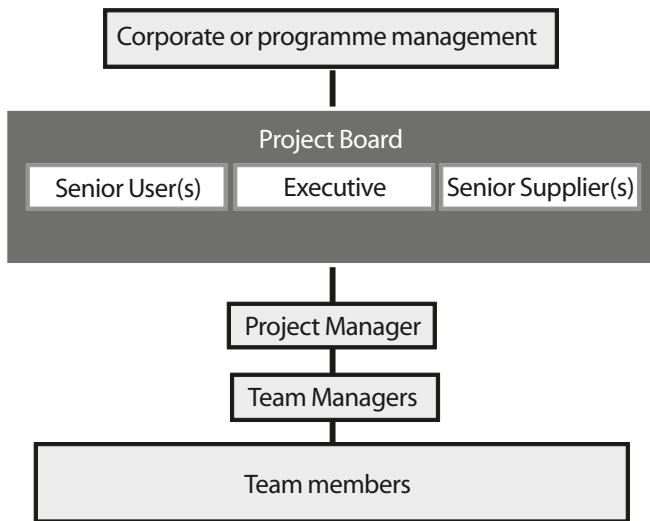 Corporate or programme management
Project Board
Senior User(s)
Executive
Senior Supplier(s)
Project Manager
Team Managers
Team members